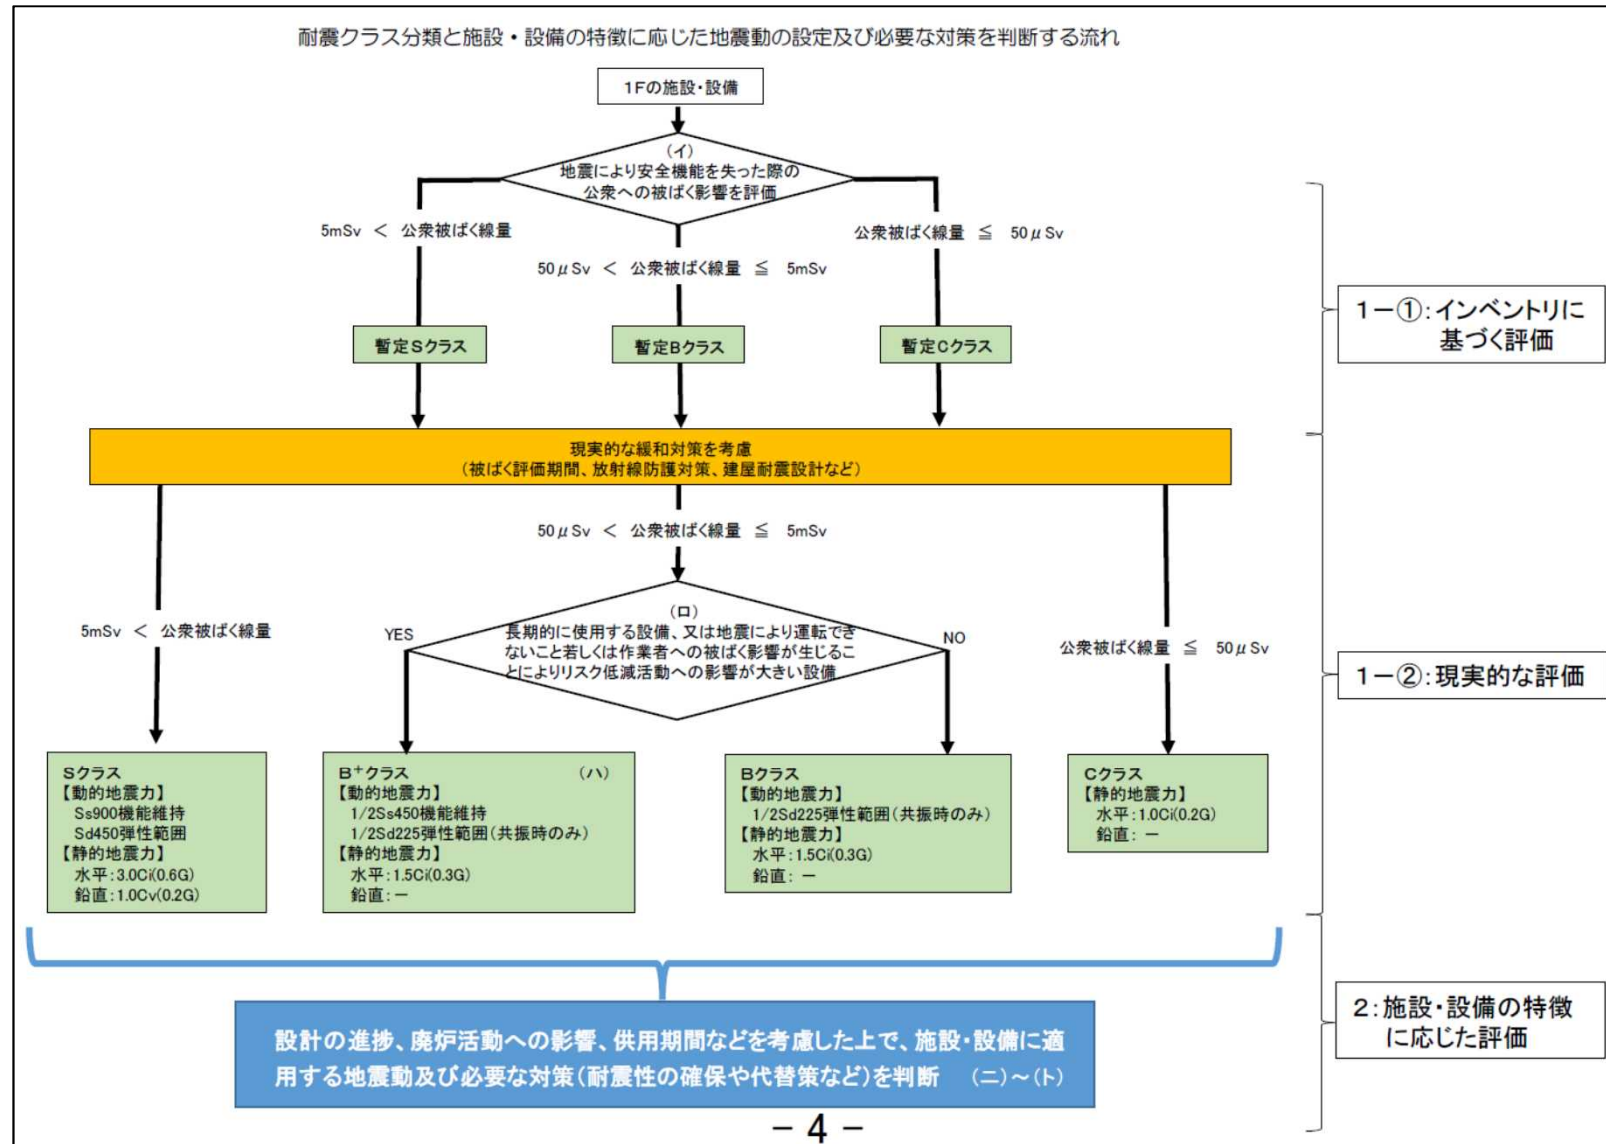 耐震クラス分類と施設・設備の特徴に応じた地震動の設定及び必要な対策を判断する流れ
1Fの施設・設備
(イ)
地震により安全機能を失った際の
公衆への被ばく影響を評価
5mSv ＜ 公衆被ばく線量
50μSv ＜ 公衆被ばく線量 ≦ 5mSv
公衆被ばく線量 ≦ 50μSv
暫定Sクラス
暫定Bクラス
暫定Cクラス
1－①：インベントリに
基づく評価
現実的な緩和対策を考慮
(被ばく評価期間、放射線防護対策、建屋耐震設計など)
50μSv ＜ 公衆被ばく線量 ≦ 5mSv
5mSv ＜ 公衆被ばく線量
YES
(ロ)
長期的に使用する設備、又は地震により運転でき
ないこと若しくは作業者への被ばく影響が生じるこ
とによりリスク低減活動への影響が大きい設備
NO
公衆被ばく線量 ≦ 50μSv
1－②：現実的な評価
Sクラス
【動的地震力】
Ss900機能維持
Sd450弾性範囲
【静的地震力】
水平：3.0Ci(0.6G)
鉛直：1.0Cv(0.2G)
B⁺クラス (ハ)
【動的地震力】
1/2Ss450機能維持
1/2Sd225弾性範囲(共振時のみ)
【静的地震力】
水平：1.5Ci(0.3G)
鉛直：－
Bクラス
【動的地震力】
1/2Sd225弾性範囲(共振時のみ)
【静的地震力】
水平：1.5Ci(0.3G)
鉛直：－
Cクラス
【静的地震力】
水平：1.0Ci(0.2G)
鉛直：－
設計の進捗、廃炉活動への影響、供用期間などを考慮した上で、施設・設備に適
用する地震動及び必要な対策(耐震性の確保や代替策など)を判断 (ニ)～(ト)
2：施設・設備の特徴
に応じた評価
- 4 -